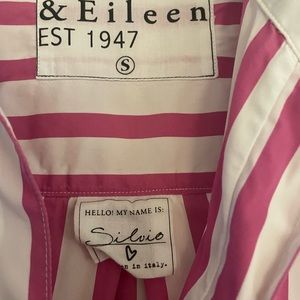 & Eileen
EST 1947
S
HELLO! MY NAME IS:
Silvio
in italy.